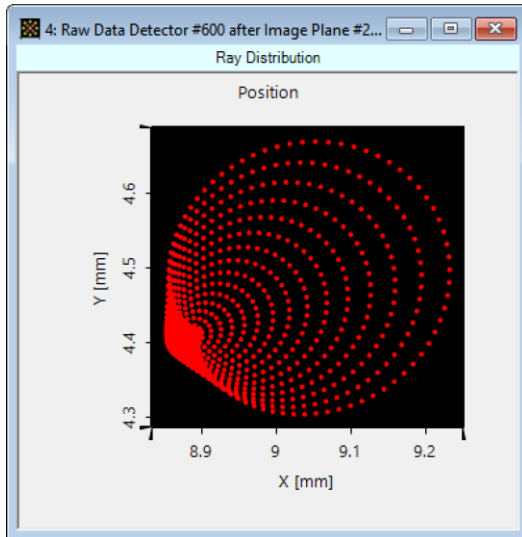 4: Raw Data Detector #600 after Image Plane #2...
Ray Distribution
Position
Y [mm]
4.6
4.5
4.4
4.3
8.9 9 9.1 9.2
X [mm]